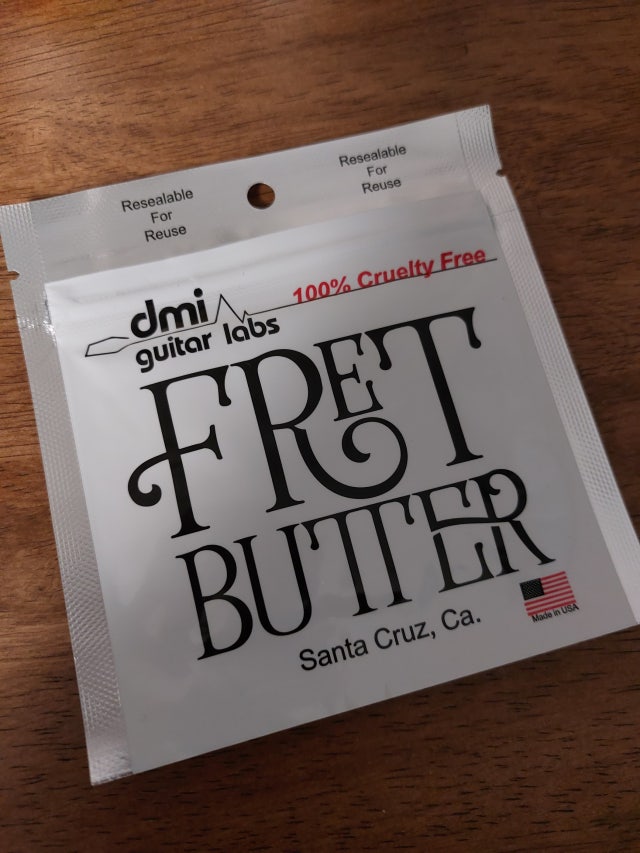 Resealable
For
Reuse
Resealable
For
Reuse
100% Cruelty Free
dmi
guitar labs
FRET
BUTTER
Santa Cruz, Ca.
Made in USA